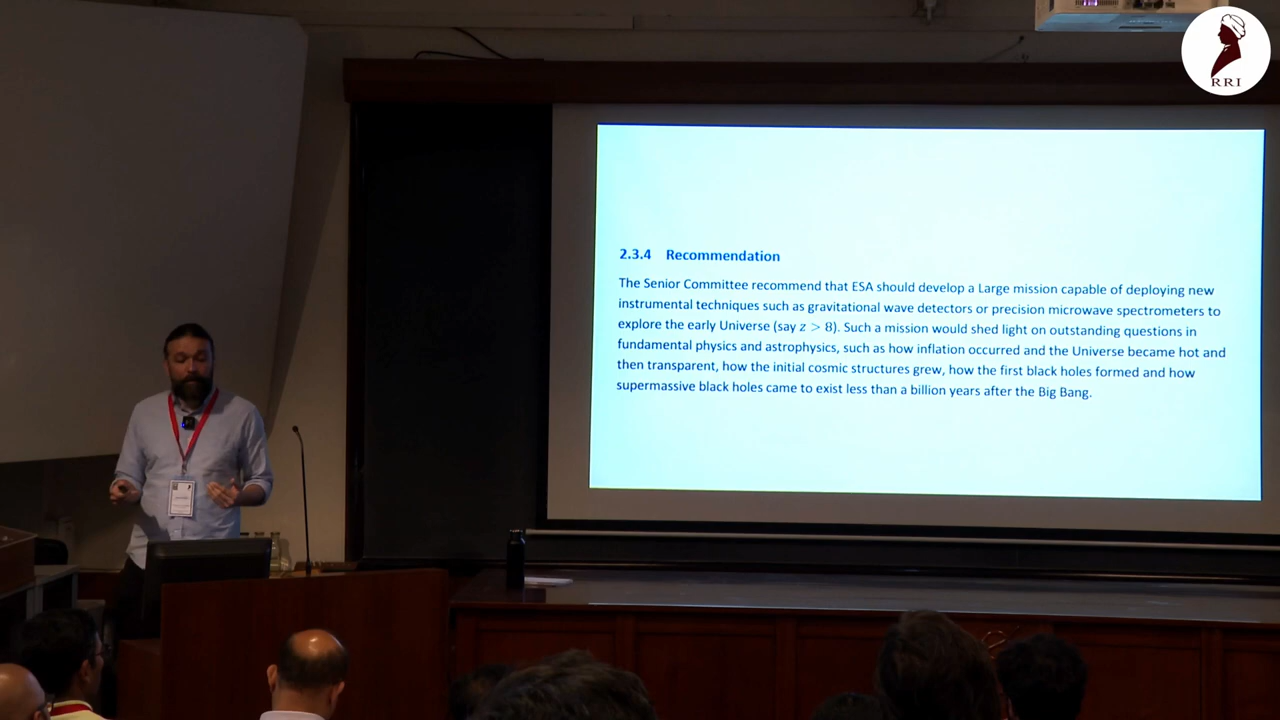 RRI
2.3.4 Recommendation
The Senior Committee recommend that ESA should develop a Large mission capable of deploying new
instrumental techniques such as gravitational wave detectors or precision microwave spectrometers to
explore the early Universe (say z > 8). Such a mission would shed light on outstanding questions in
fundamental physics and astrophysics, such as how inflation occurred and the Universe became hot and
then transparent, how the initial cosmic structures grew, how the first black holes formed and how
supermassive black holes came to exist less than a billion years after the Big Bang.